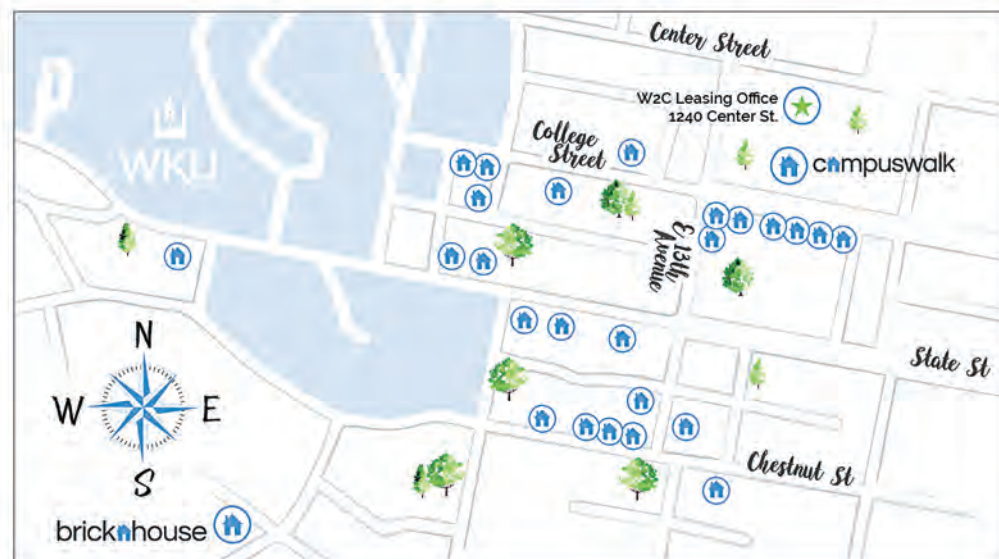 Center Street
W2C Leasing Office
1240 Center St.
College
Street
WKU
campuswalk
E. 13th
Avenue
State St
N
W E
S
Chestnut St
bricknhouse